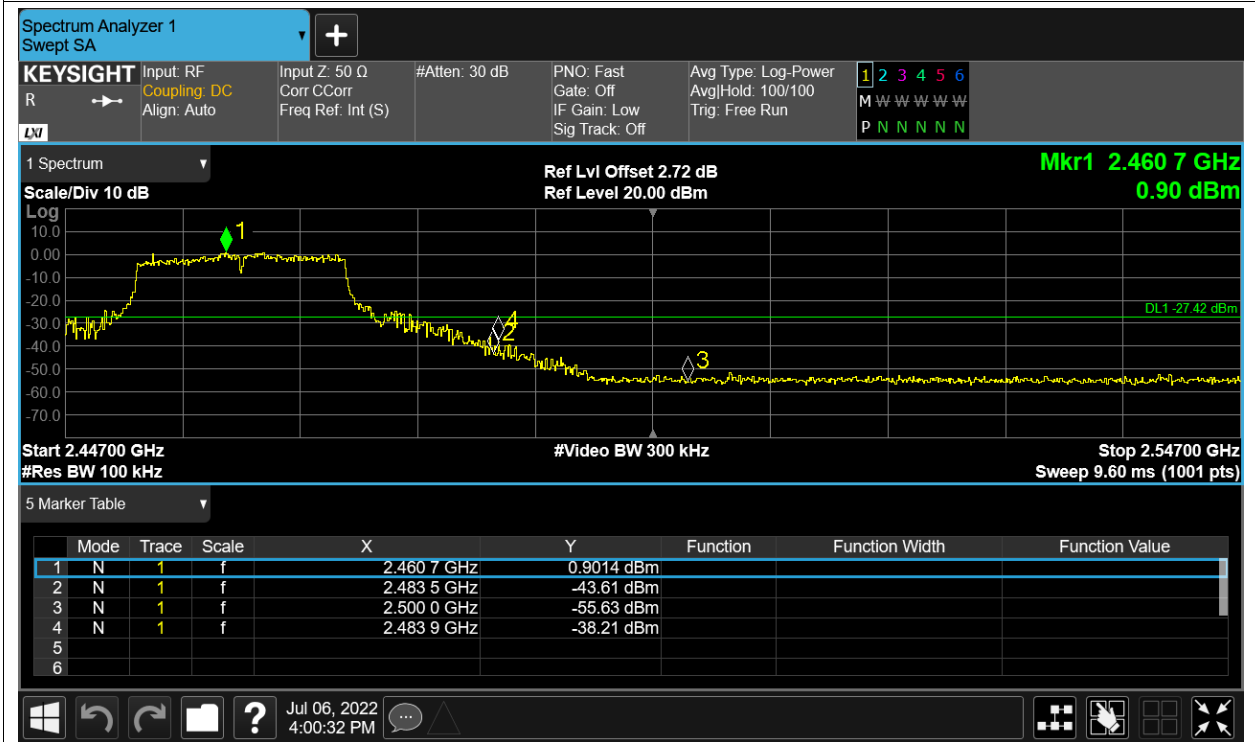 Spectrum Analyzer 1
Swept SA
+
KEYSIGHT Input: RF Input Z: 50 Ω #Atten: 30 dB PNO: Fast Avg Type: Log-Power 1 2 3 4 5 6
R Coupling: DC Corr CCorr Gate: Off Avg|Hold: 100/100 M W W W W W
Align: Auto Freq Ref: Int (S) IF Gain: Low Trig: Free Run
LXI Sig Track: Off P N N N N N
1 Spectrum Ref Lvl Offset 2.72 dB Mkr1 2.460 7 GHz
Scale/Div 10 dB Ref Level 20.00 dBm 0.90 dBm
Log
10.0
0.00
-10.0
-20.0
-30.0
-40.0
-50.0
-60.0
-70.0
1
4
2
3
DL1 -27.42 dBm
Start 2.44700 GHz #Video BW 300 kHz Stop 2.54700 GHz
#Res BW 100 kHz Sweep 9.60 ms (1001 pts)
5 Marker Table
Mode Trace Scale X Y Function Function Width Function Value
1 N 1 f 2.460 7 GHz 0.9014 dBm
2 N 1 f 2.483 5 GHz -43.61 dBm
3 N 1 f 2.500 0 GHz -55.63 dBm
4 N 1 f 2.483 9 GHz -38.21 dBm
5
6
? Jul 06, 2022
4:00:32 PM